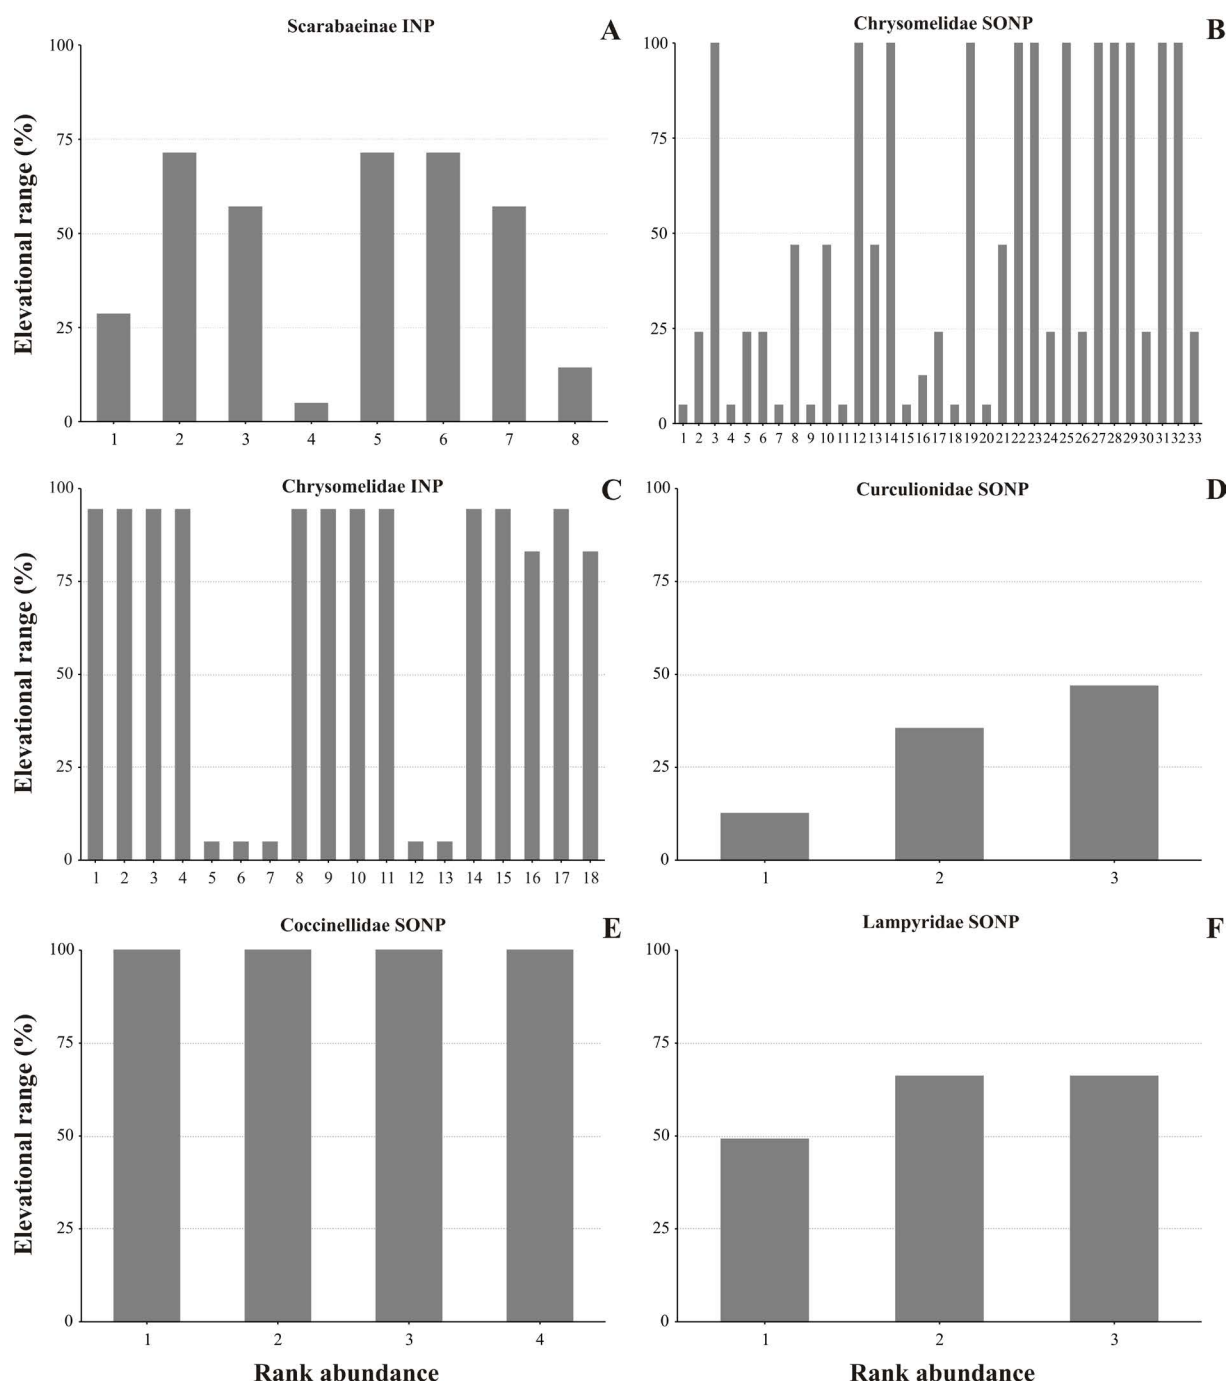 Scarabaeinae INP
A
Elevational range (%)
100
75
50
25
0
1 2 3 4 5 6 7 8
Chrysomelidae SONP
B
100
75
50
25
0
1 2 3 4 5 6 7 8 9 10 11 12 13 14 15 16 17 18 19 20 21 22 23 24 25 26 27 28 29 30 31 32 33
Chrysomelidae INP
C
Elevational range (%)
100
75
50
25
0
1 2 3 4 5 6 7 8 9 10 11 12 13 14 15 16 17 18
Curculionidae SONP
D
100
75
50
25
0
1 2 3
Coccinellidae SONP
E
Elevational range (%)
100
75
50
25
0
1 2 3 4
Rank abundance
Lampyridae SONP
F
100
75
50
25
0
1 2 3
Rank abundance